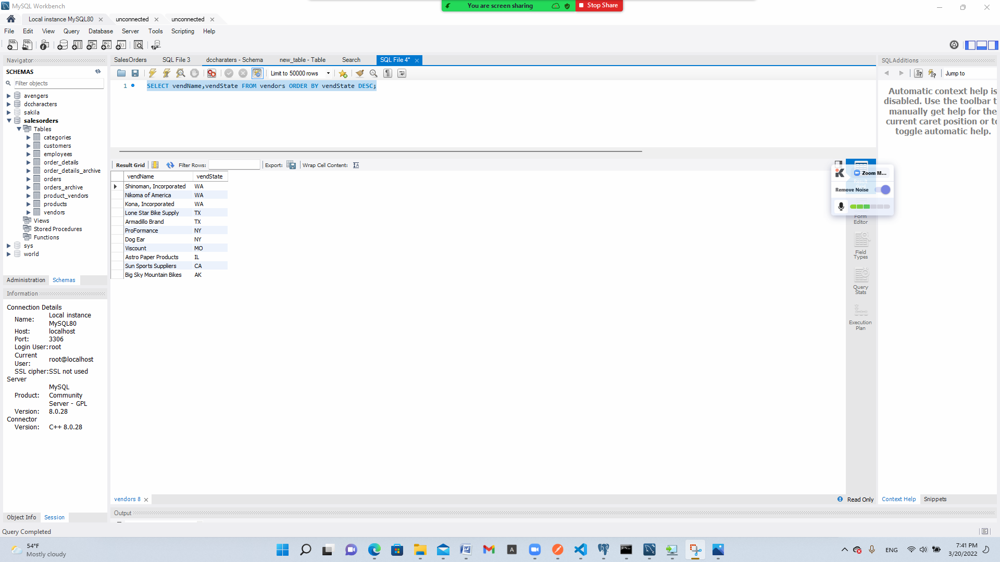 MySQL Workbench
You are screen sharing
Stop Share
Local instance MySQL80
unconnected
unconnected
File Edit View Query Database Server Tools Scripting Help
Navigator
SCHEMAS
Filter objects
avengers
dccharacters
sakila
salesorders
Tables
categories
customers
employees
order_details
order_details_archive
orders
orders_archive
product_vendors
products
vendors
Views
Stored Procedures
Functions
sys
world
Administration Schemas
Information
Connection Details
Name: Local instance
MySQL80
Host: localhost
Port: 3306
Login User: root
Current
User: root@localhost
SSL cipher: SSL not used
Server
Product: MySQL
Community
Server - GPL
Version: 8.0.28
Connector
Version: C++ 8.0.28
Object Info Session
Query Completed
SalesOrders SQL File 3 dccharaters - Schema new_table - Table Search SQL File 4*
Limit to 50000 rows
1 SELECT vendName,vendState FROM vendors ORDER BY vendState DESC;
Result Grid Filter Rows: Export: Wrap Cell Content:
vendName vendState
Shinoman, Incorporated WA
Nikoma of America WA
Kona, Incorporated WA
Lone Star Bike Supply TX
Armadillo Brand TX
ProFormance NY
Dog Ear NY
Viscount MO
Astro Paper Products IL
Sun Sports Suppliers CA
Big Sky Mountain Bikes AK
Zoom M...
Remove Noise
Form
Editor
Field
Types
Query
Stats
Execution
Plan
vendors 8
Read Only
Output
SQLAdditions
Jump to
Automatic context help is
disabled. Use the toolbar t
manually get help for the
current caret position or to
toggle automatic help.
Context Help Snippets
54°F
Mostly cloudy
ENG
7:41 PM
3/20/2022